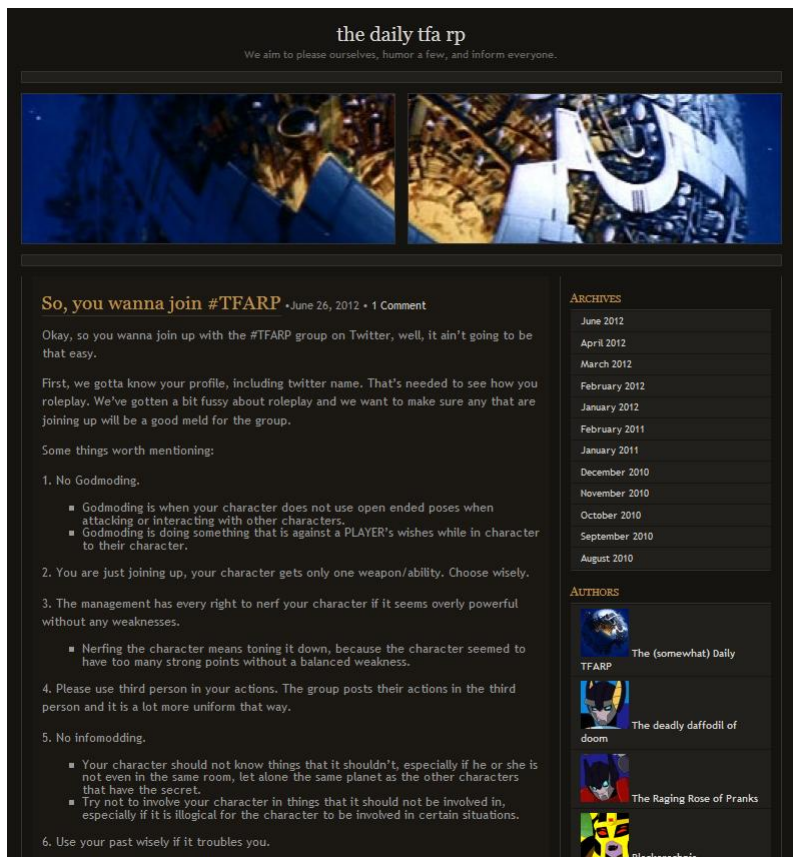 the daily tfa rp
We aim to please ourselves, humor a few, and inform everyone.
So, you wanna join #TFARP •June 26, 2012 • 1 Comment
Okay, so you wanna join up with the #TFARP group on Twitter, well, it ain't going to be
that easy.
First, we gotta know your profile, including twitter name. That's needed to see how you
roleplay. We've gotten a bit fussy about roleplay and we want to make sure any that are
joining up will be a good meld for the group.
Some things worth mentioning:
1. No Godmoding.
Godmoding is when your character does not use open ended poses when
attacking or interacting with other characters.
Godmoding is doing something that is against a PLAYER's wishes while in character
to their character.
2. You are just joining up, your character gets only one weapon/ability. Choose wisely.
3. The management has every right to nerf your character if it seems overly powerful
without any weaknesses.
Nerfing the character means toning it down, because the character seemed to
have too many strong points without a balanced weakness.
4. Please use third person in your actions. The group posts their actions in the third
person and it is a lot more uniform that way.
5. No infomodding.
Your character should not know things that it shouldn't, especially if he or she is
not even in the same room, let alone the same planet as the other characters
that have the secret.
Try not to involve your character in things that it should not be involved in,
especially if it is illogical for the character to be involved in certain situations.
6. Use your past wisely if it troubles you.
Archives
June 2012
April 2012
March 2012
February 2012
January 2012
February 2011
January 2011
December 2010
November 2010
October 2010
September 2010
August 2010
Authors
The (somewhat) Daily
TFARP
The deadly daffodil of
doom
The Raging Rose of Pranks